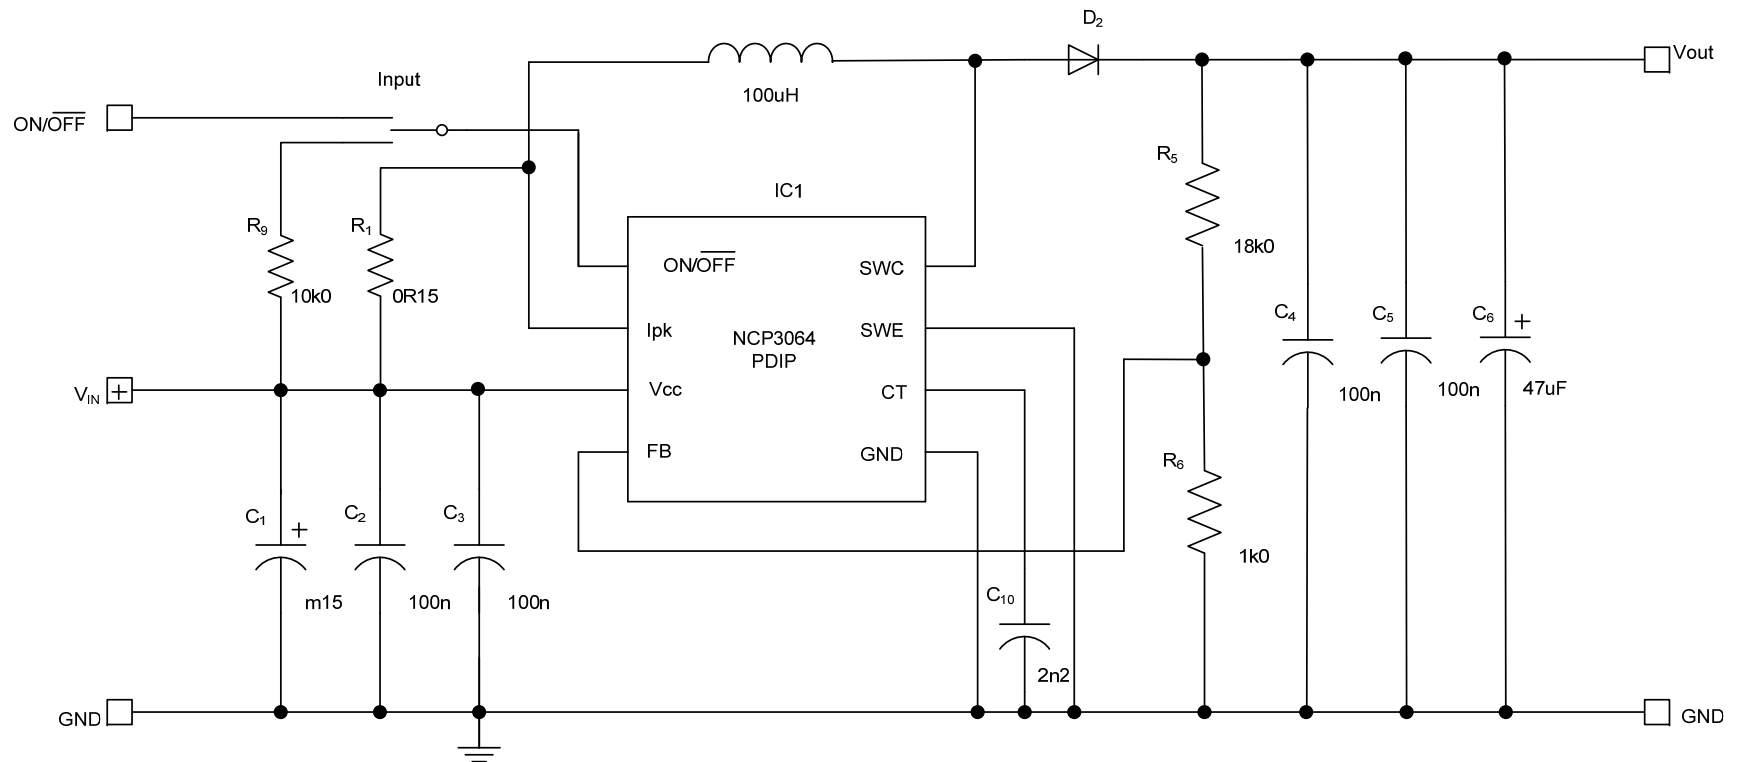 D₂
Vout
Input
100uH
ON/OFF
R₅
IC1
R₉
R₁
18k0
ON/OFF
SWC
10k0
0R15
C₄
C₅
C₆ +
Ipk
NCP3064
PDIP
SWE
V_IN +
Vcc
CT
100n
100n
47uF
FB
GND
R₆
C₁ +
C₂
C₃
1k0
m15
100n
100n
C₁₀
2n2
GND
GND